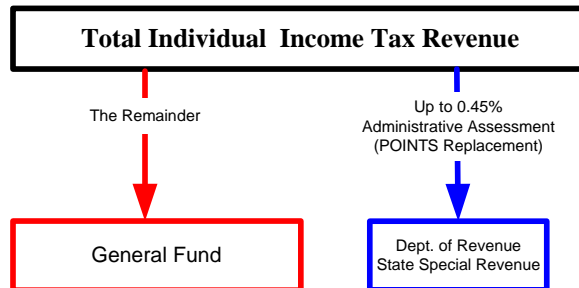 Total Individual Income Tax Revenue
The Remainder
Up to 0.45%
Administrative Assessment
(POINTS Replacement)
General Fund
Dept. of Revenue
State Special Revenue